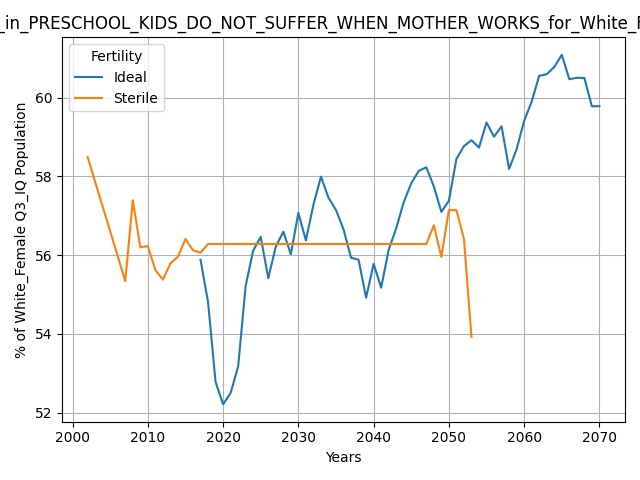 _in_PRESCHOOL_KIDS_DO_NOT_SUFFER_WHEN_MOTHER_WORKS_for_White_F
Fertility
Ideal
Sterile
% of White_Female Q3_IQ Population
60
58
56
54
52
2000 2010 2020 2030 2040 2050 2060 2070
Years